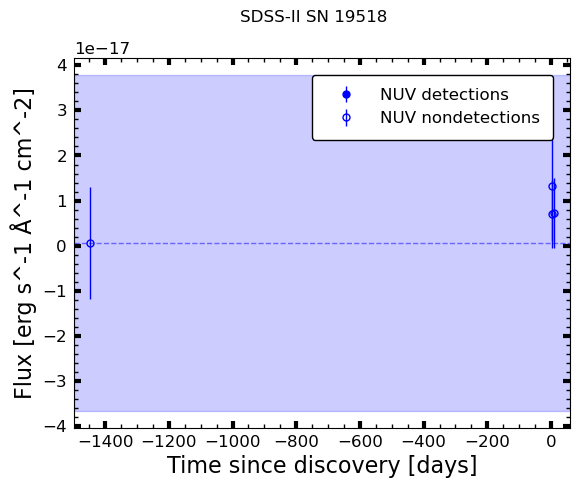 SDSS-II SN 19518
1e−17
4
3
2
1
0
−1
−2
−3
−4
NUV detections
NUV nondetections
Flux [erg s^-1 Å^-1 cm^-2]
−1400 −1200 −1000 −800 −600 −400 −200 0
Time since discovery [days]